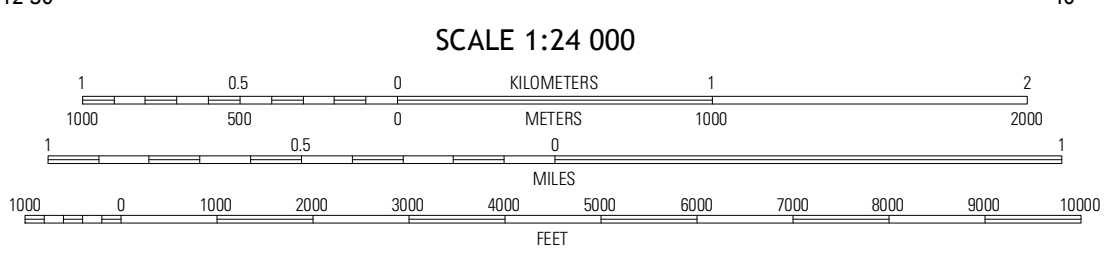 SCALE 1:24 000
1 0.5 0 KILOMETERS 1 2
1000 500 0 METERS 1000 2000
1 0.5 0 1
MILES
1000 0 1000 2000 3000 4000 5000 6000 7000 8000 9000 10000
FEET